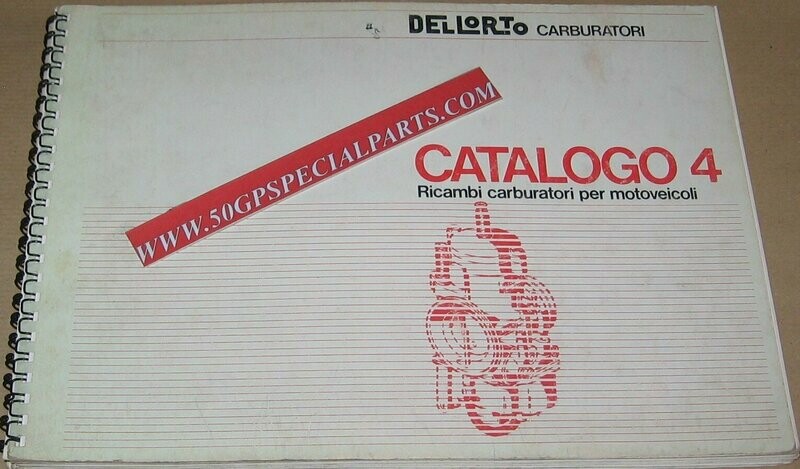 DELLORTO CARBURATORI
WWW.50GPSPECIALPARTS.COM
CATALOGO 4
Ricambi carburatori per motoveicoli